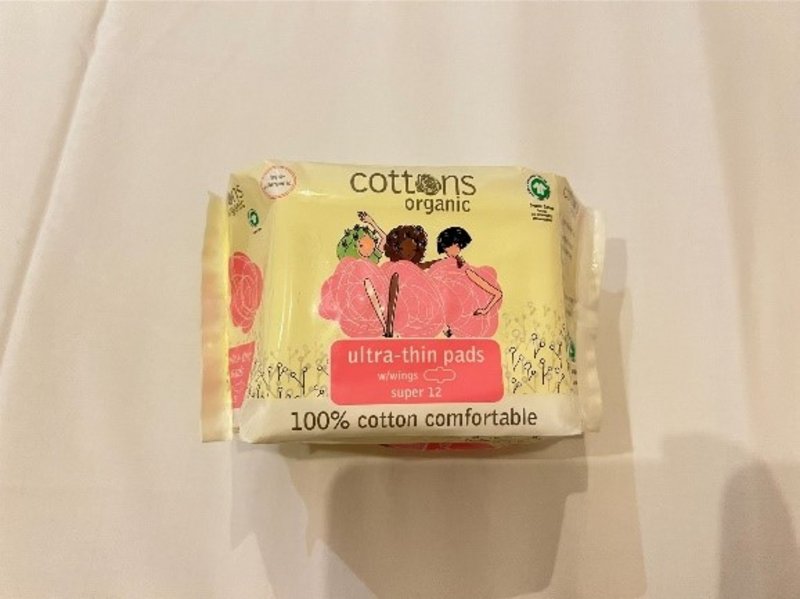 cottons
organic
ultra-thin pads
w/wings
super 12
100% cotton comfortable